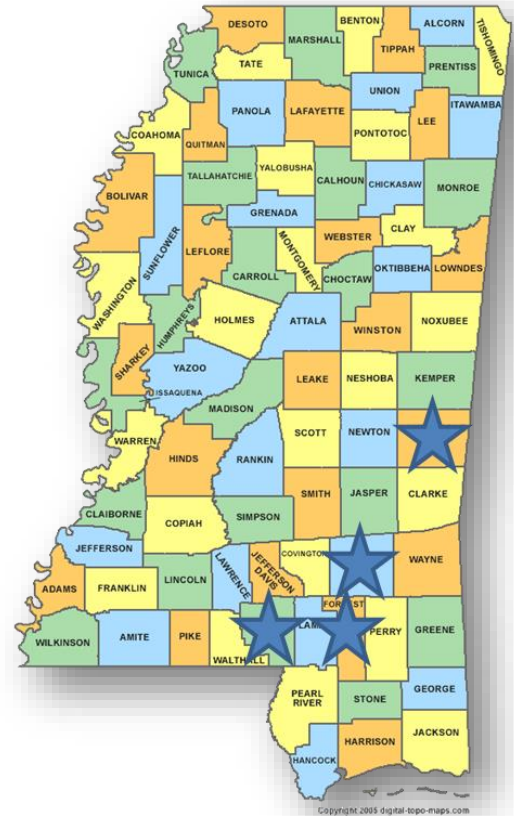 DESOTO
BENTON
ALCORN
TISHOMINGO
MARSHALL
TIPPAH
TATE
PRENTISS
TUNICA
UNION
PANOLA
LAFAYETTE
LEE
ITAWAMBA
COAHOMA
PONTOTOC
QUITMAN
YALOBUSHA
TALLAHATCHIE
CALHOUN
CHICKASAW
MONROE
BOLIVAR
GRENADA
CLAY
SUNFLOWER
LEFLORE
MONTGOMERY
WEBSTER
CARROLL
CHOCTAW
OKTIBBEHA
LOWNDES
WASHINGTON
HUMPHREYS
HOLMES
ATTALA
WINSTON
NOXUBEE
SHARKEY
YAZOO
LEAKE
NESHOBA
KEMPER
ISSAQUENA
MADISON
WARREN
SCOTT
NEWTON
HINDS
RANKIN
SMITH
JASPER
CLARKE
CLAIBORNE
COPIAH
SIMPSON
JEFFERSON
COVINGTON
WAYNE
LAWRENCE
JEFFERSON
DAVIS
ADAMS
FRANKLIN
LINCOLN
WILKINSON
AMITE
PIKE
WALTHALL
PERRY
GREENE
PEARL
RIVER
STONE
GEORGE
HANCOCK
HARRISON
JACKSON
Copyright 2005 digital-topo-maps.com